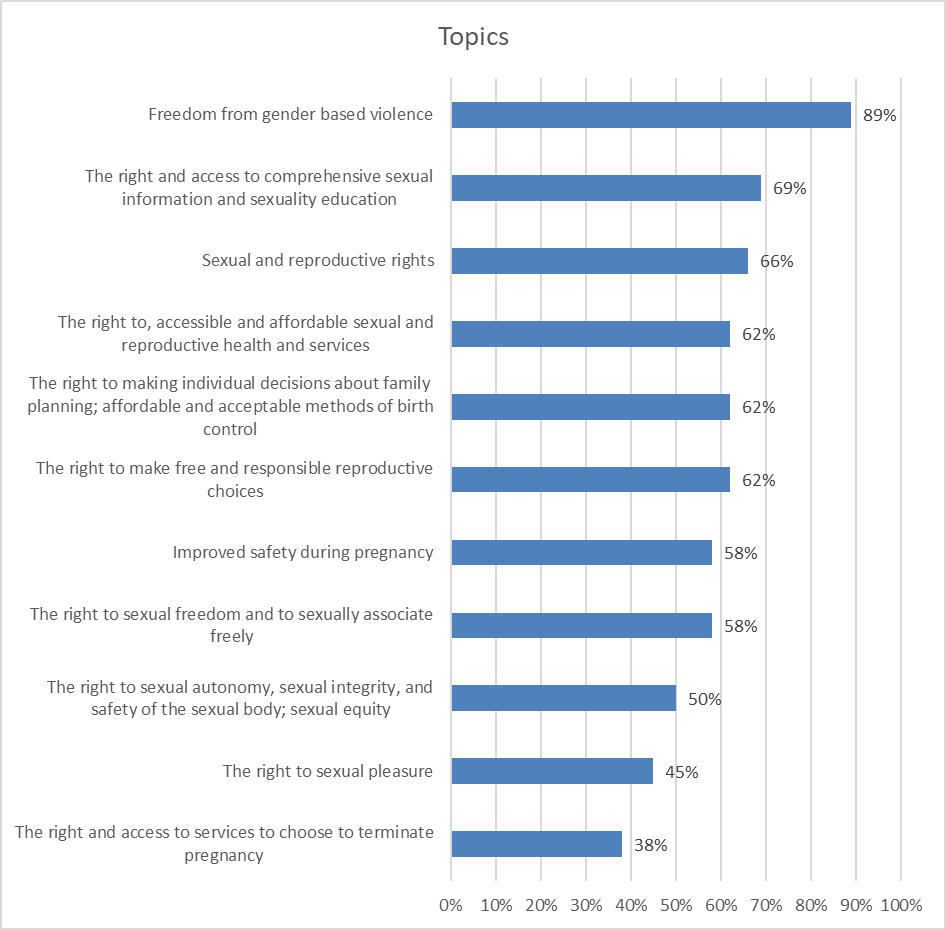 Topics
Freedom from gender based violence
89%
The right and access to comprehensive sexual
information and sexuality education
69%
Sexual and reproductive rights
66%
The right to, accessible and affordable sexual and
reproductive health and services
62%
The right to making individual decisions about family
planning; affordable and acceptable methods of birth
control
62%
The right to make free and responsible reproductive
choices
62%
Improved safety during pregnancy
58%
The right to sexual freedom and to sexually associate
freely
58%
The right to sexual autonomy, sexual integrity, and
safety of the sexual body; sexual equity
50%
The right to sexual pleasure
45%
The right and access to services to choose to terminate
pregnancy
38%
0% 10% 20% 30% 40% 50% 60% 70% 80% 90% 100%